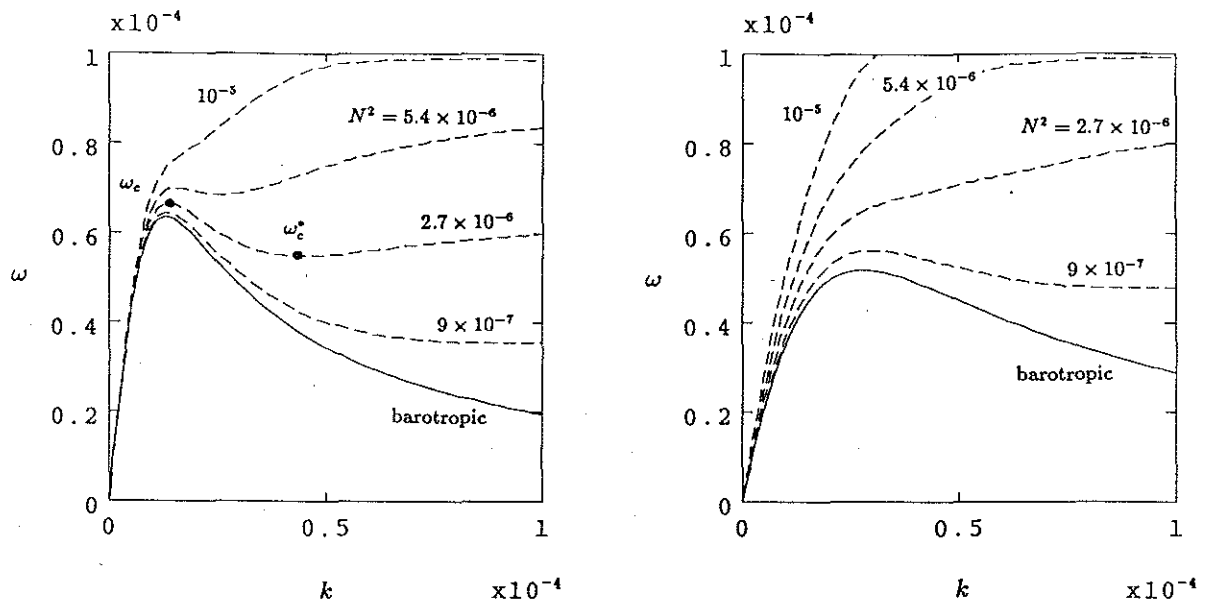 x10⁻⁴
1
0.8
0.6
0.4
0.2
0
ω
10⁻⁵
N² = 5.4 × 10⁻⁶
ω_c
2.7 × 10⁻⁶
ω_c*
9 × 10⁻⁷
barotropic
0
0.5
1
k
x10⁻⁴
x10⁻⁴
1
0.8
0.6
0.4
0.2
0
ω
10⁻⁵
5.4 × 10⁻⁶
N² = 2.7 × 10⁻⁶
9 × 10⁻⁷
barotropic
0
0.5
1
k
x10⁻⁴